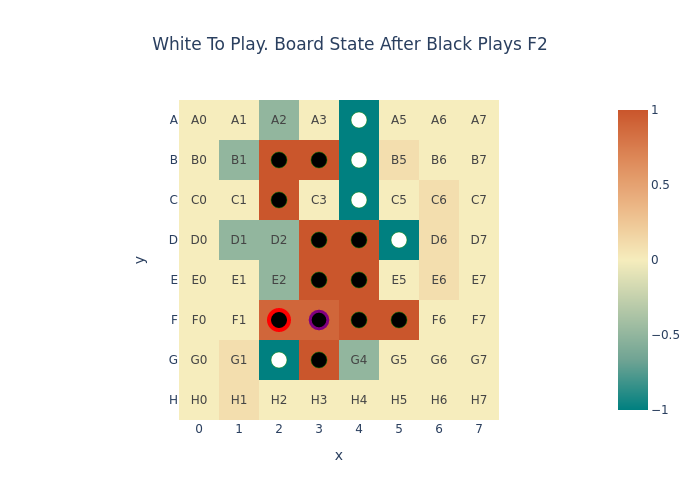 White To Play. Board State After Black Plays F2
A A0 A1 A2 A3 A5 A6 A7
B B0 B1 B5 B6 B7
C C0 C1 C3 C5 C6 C7
D D0 D1 D2 D6 D7
E E0 E1 E2 E5 E6 E7
F F0 F1 F6 F7
G G0 G1 G4 G5 G6 G7
H H0 H1 H2 H3 H4 H5 H6 H7
0 1 2 3 4 5 6 7
x
y
1
0.5
0
−0.5
−1